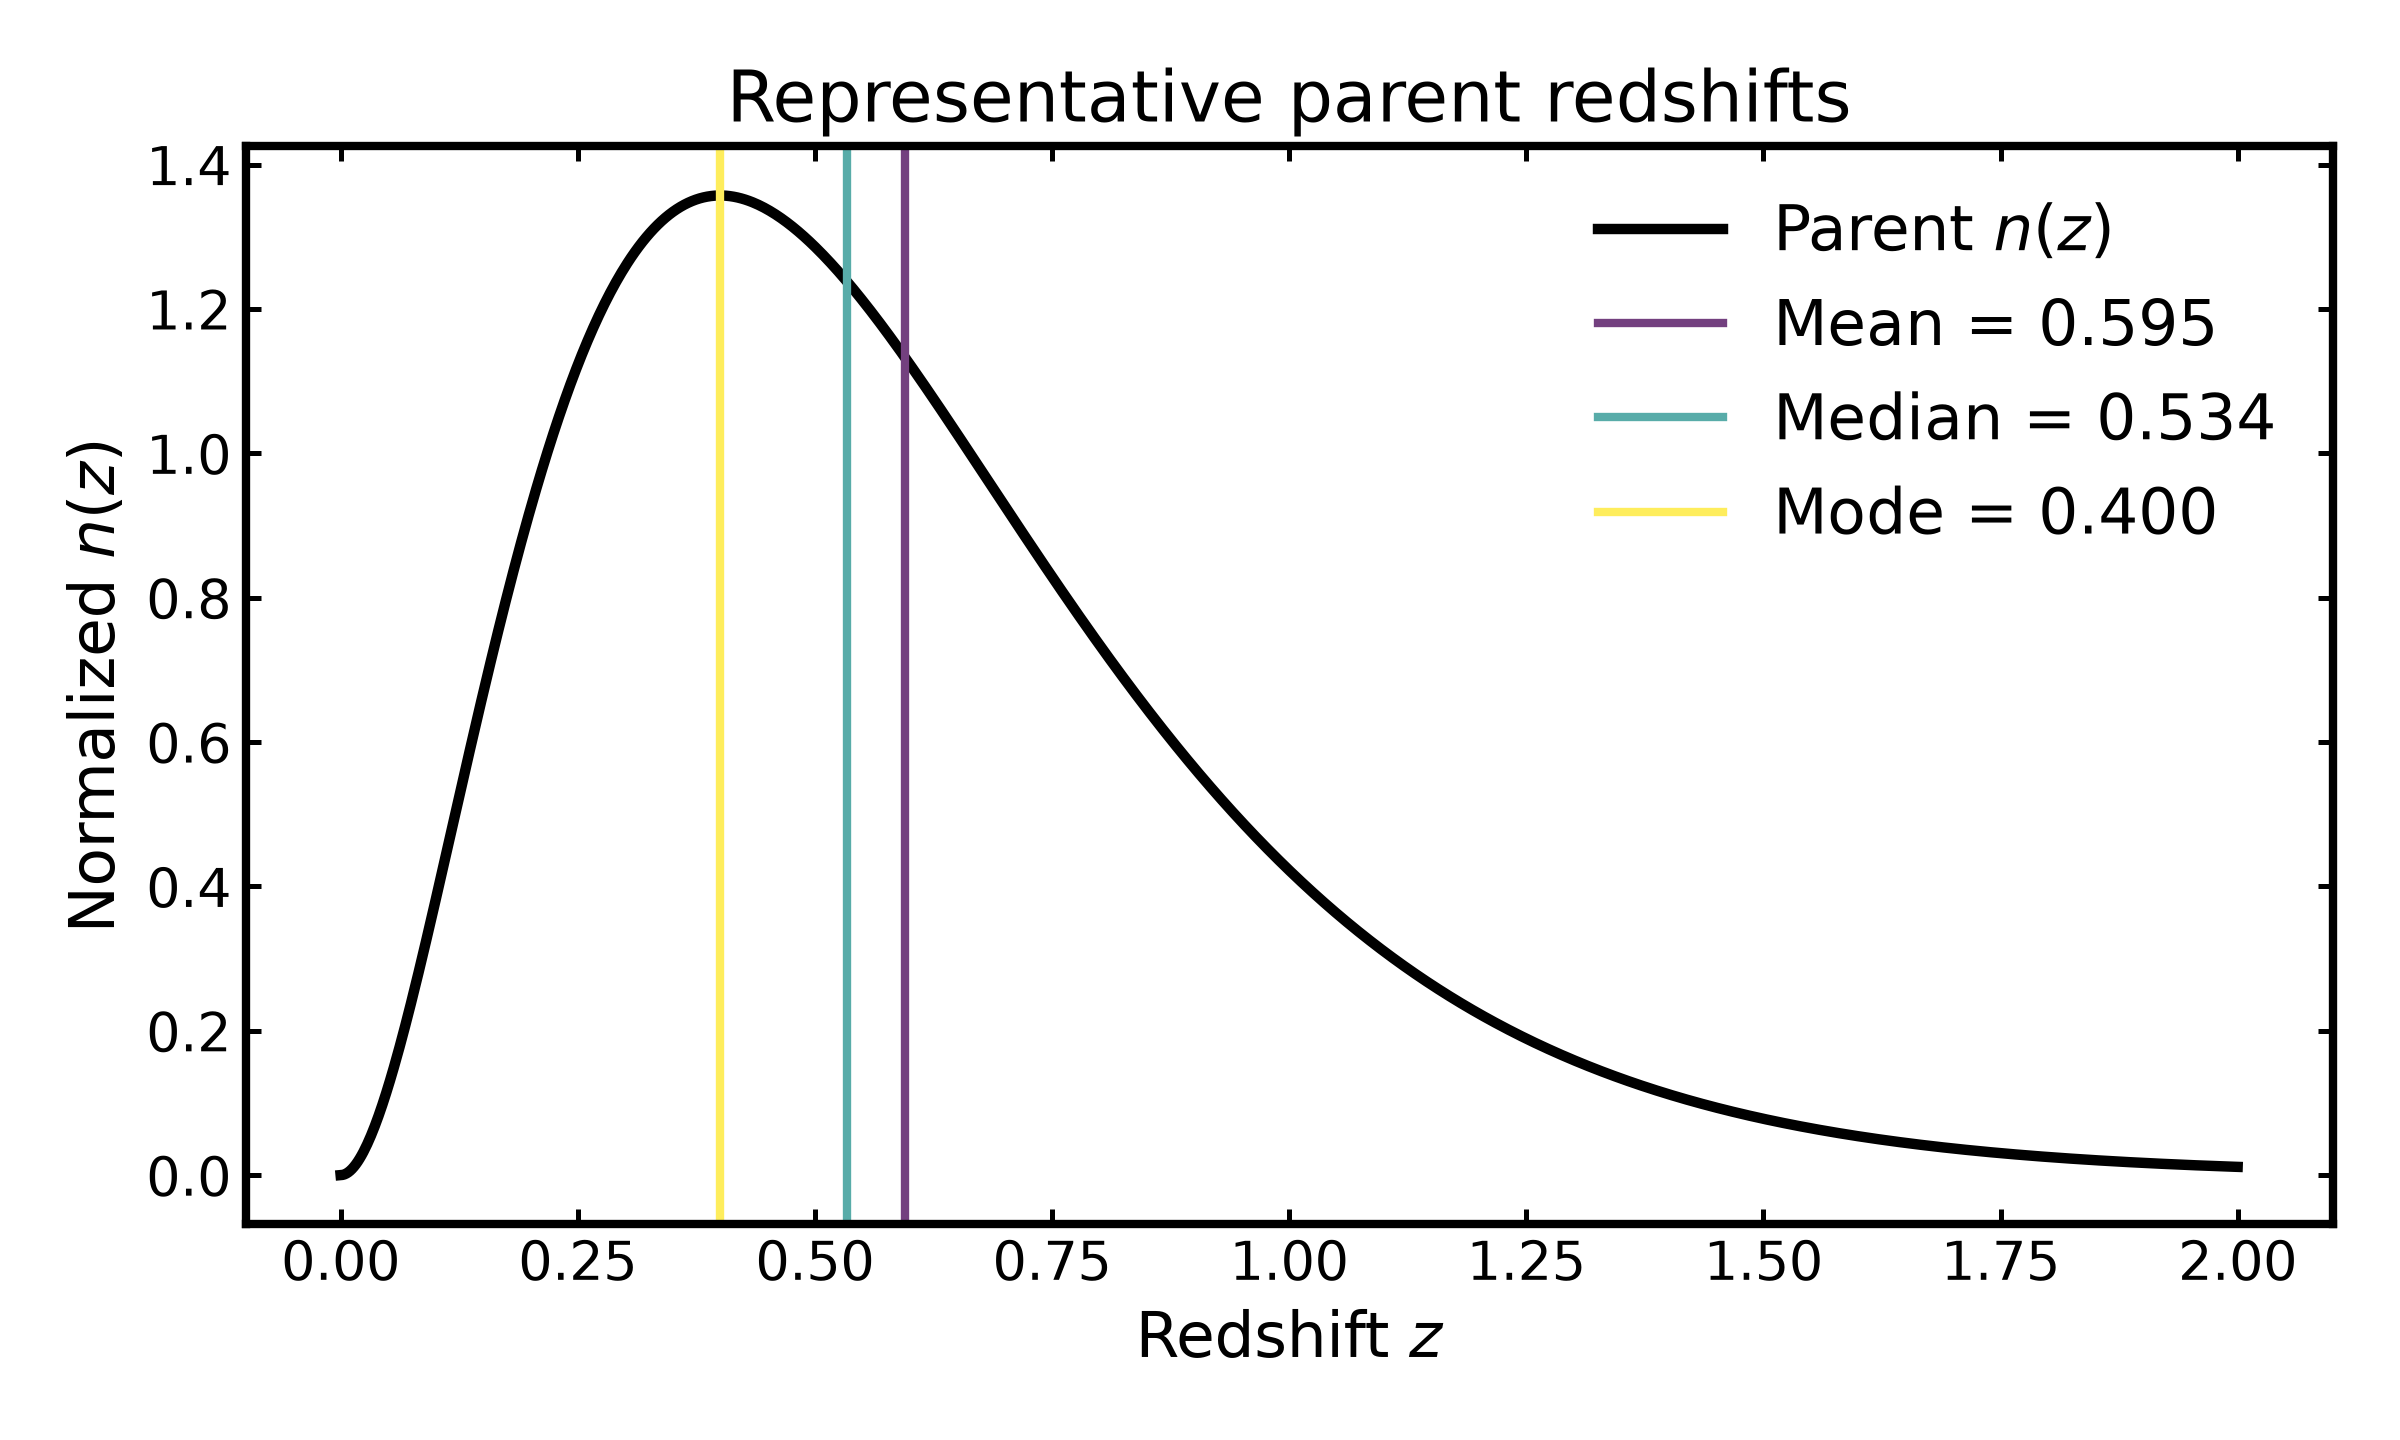 Representative parent redshifts
Normalized n(z)
1.4
1.2
1.0
0.8
0.6
0.4
0.2
0.0
Parent n(z)
Mean = 0.595
Median = 0.534
Mode = 0.400
0.00 0.25 0.50 0.75 1.00 1.25 1.50 1.75 2.00
Redshift z